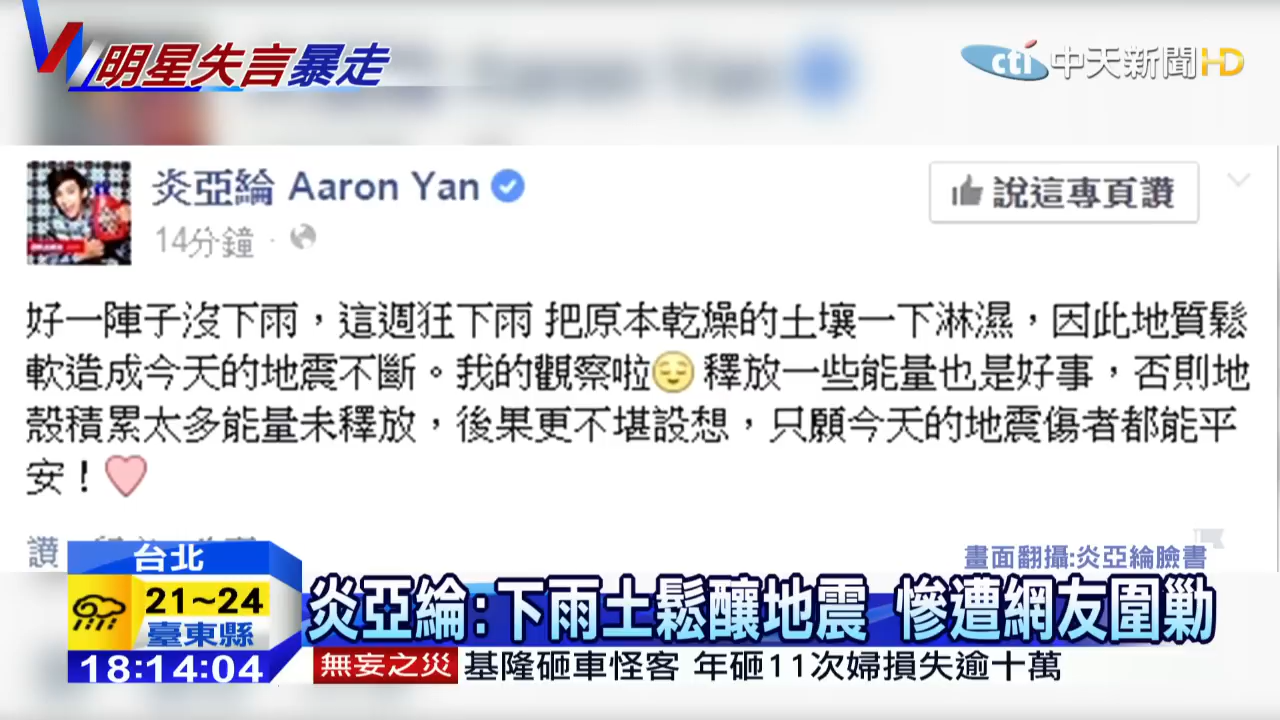 明星失言暴走
cti 中天新聞HD
炎亞綸 Aaron Yan
說這專頁讚
14分鐘
好一陣子沒下雨，這週狂下雨 把原本乾燥的土壤一下淋濕，因此地質鬆
軟造成今天的地震不斷。我的觀察啦😌 釋放一些能量也是好事，否則地
殼積累太多能量未釋放，後果更不堪設想，只願今天的地震傷者都能平
安！♥
讚
畫面翻攝:炎亞綸臉書
台北
21~24
臺東縣
18:14:04
炎亞綸:下雨土鬆釀地震 慘遭網友圍剿
無妄之災 基隆砸車怪客 年砸11次婦損失逾十萬